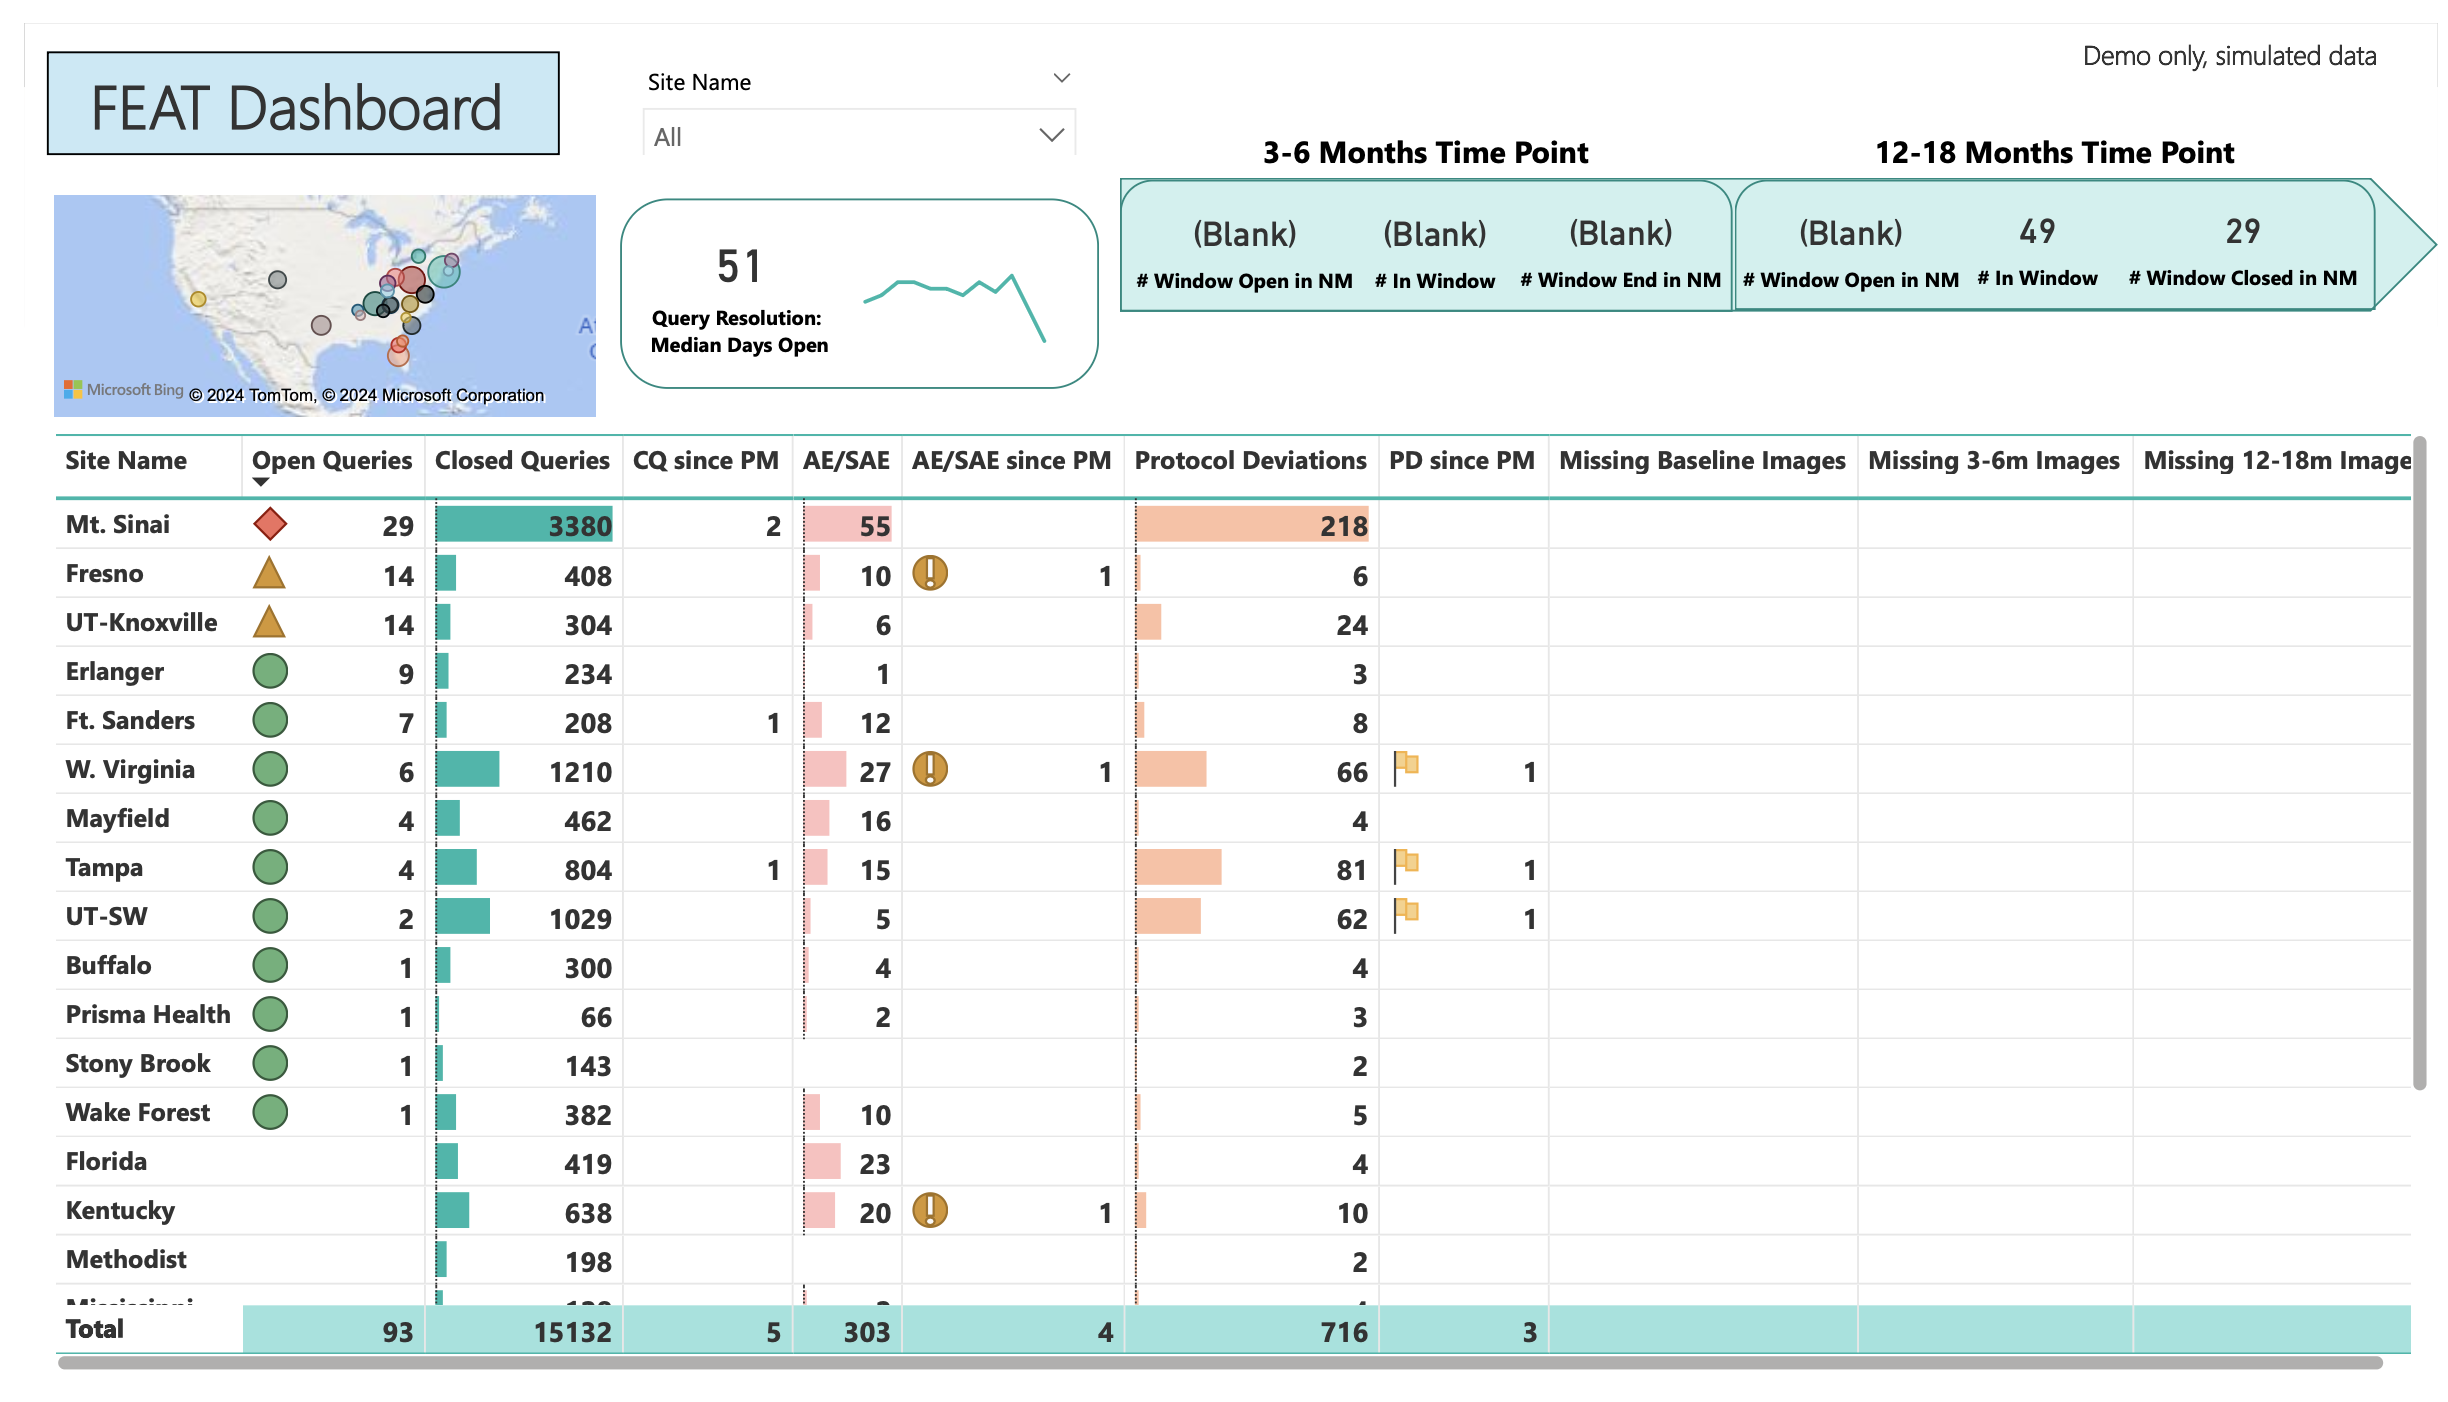 Demo only, simulated data
FEAT Dashboard
Site Name
All
3-6 Months Time Point
12-18 Months Time Point
(Blank) (Blank) (Blank) (Blank) 49 29
# Window Open in NM # In Window # Window End in NM # Window Open in NM # In Window # Window Closed in NM
51
Query Resolution:
Median Days Open
Microsoft Bing © 2024 TomTom, © 2024 Microsoft Corporation
Site Name Open Queries Closed Queries CQ since PM AE/SAE AE/SAE since PM Protocol Deviations PD since PM Missing Baseline Images Missing 3-6m Images Missing 12-18m Image
Mt. Sinai 29 3380 2 55 218
Fresno 14 408 10 1 6
UT-Knoxville 14 304 6 24
Erlanger 9 234 1 3
Ft. Sanders 7 208 1 12 8
W. Virginia 6 1210 27 1 66 1
Mayfield 4 462 16 4
Tampa 4 804 1 15 81 1
UT-SW 2 1029 5 62 1
Buffalo 1 300 4 4
Prisma Health 1 66 2 3
Stony Brook 1 143 2
Wake Forest 1 382 10 5
Florida 419 23 4
Kentucky 638 20 1 10
Methodist 198 2
Total 93 15132 5 303 4 716 3